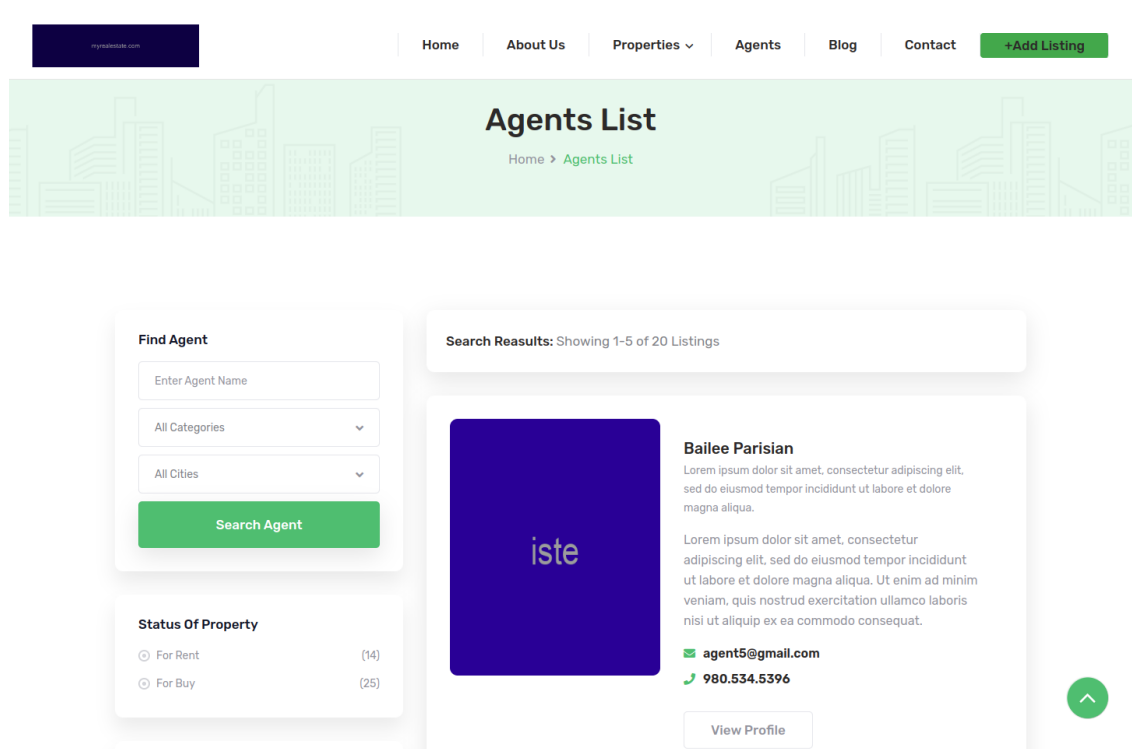 myrealestate.com
Home About Us Properties Agents Blog Contact +Add Listing
Agents List
Home Agents List
Find Agent
Enter Agent Name
All Categories
All Cities
Search Agent
Status Of Property
For Rent (14)
For Buy (25)
Search Reasults: Showing 1-5 of 20 Listings
iste
Bailee Parisian
Lorem ipsum dolor sit amet, consectetur adipiscing elit,
sed do eiusmod tempor incididunt ut labore et dolore
magna aliqua.
Lorem ipsum dolor sit amet, consectetur
adipiscing elit, sed do eiusmod tempor incididunt
ut labore et dolore magna aliqua. Ut enim ad minim
veniam, quis nostrud exercitation ullamco laboris
nisi ut aliquip ex ea commodo consequat.
agent5@gmail.com
980.534.5396
View Profile